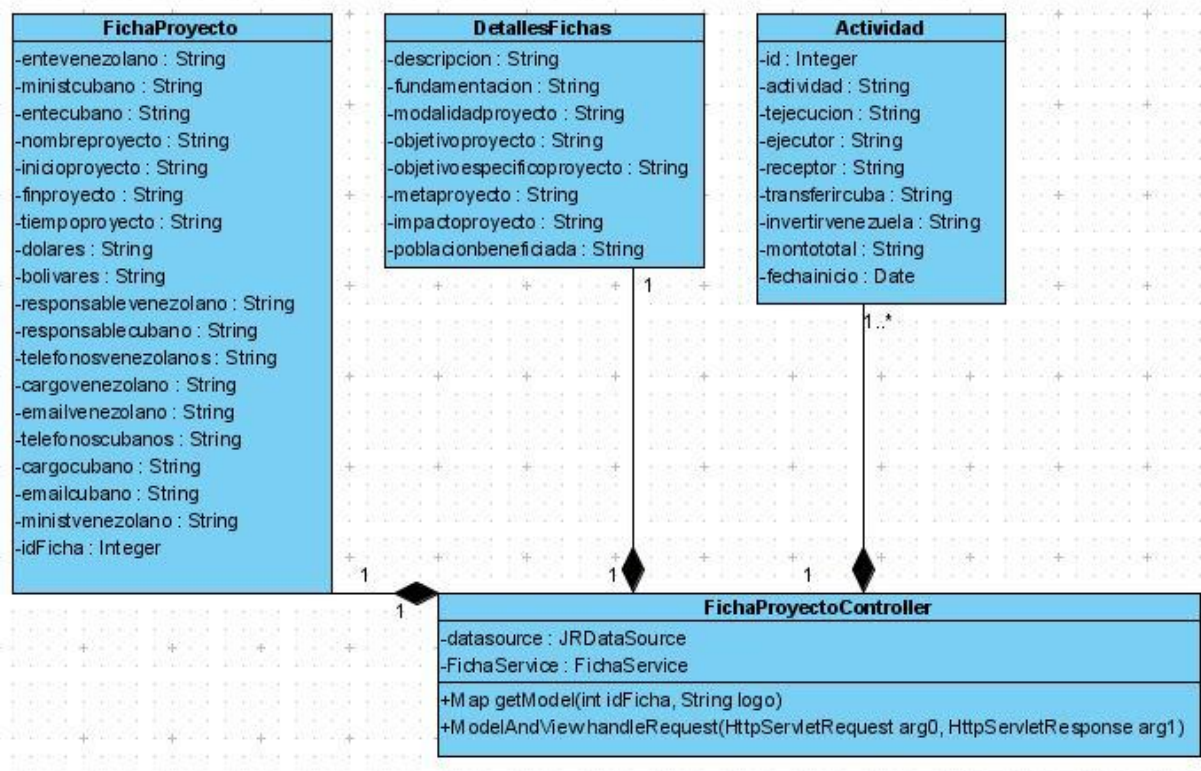 FichaProyecto
-entevenezolano : String
-ministcubano : String
-entecubano : String
-nombreproyecto : String
-inicioproyecto : String
-finproyecto : String
-tiempoproyecto : String
-dolares : String
-bolivares : String
-responsablevenezolano : String
-responsablecubano : String
-telefonosvenezolanos : String
-cargovenezolano : String
-emailvenezolano : String
-telefonoscubanos : String
-cargocubano : String
-emailcubano : String
-ministvenezolano : String
-idFicha : Integer
DetallesFichas
-descripcion : String
-fundamentacion : String
-modalidadproyecto : String
-objetivoproyecto : String
-objetivoespecificoproyecto : String
-metaproyecto : String
-impactoproyecto : String
-poblacionbeneficiada : String
Actividad
-id : Integer
-actividad : String
-tejecucion : String
-ejecutor : String
-receptor : String
-transferircuba : String
-invertirvenezuela : String
-montototal : String
-fechainicio : Date
1
1..*
1
1
1
1
FichaProyectoController
-datasource : JRDataSource
-FichaService : FichaService
+Map getModel(int idFicha, String logo)
+ModelAndView handleRequest(HttpServletRequest arg0, HttpServletResponse arg1)